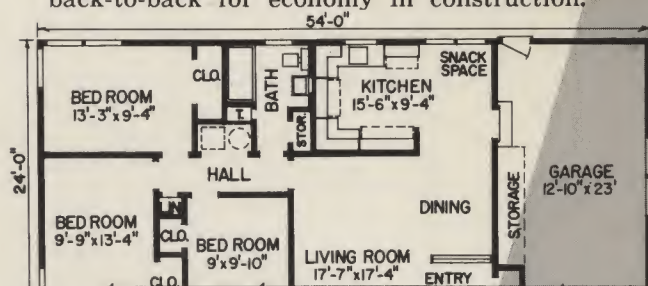 back-to-back for economy in construction.
54'-0"
24'-0"
BED ROOM
13'-3"x9'-4"
CLO.
BATH
T.
STOR.
KITCHEN
15'-6"x9'-4"
SNACK
SPACE
HALL
LIN
CLO.
BED ROOM
9'-9"x13'-4"
CLO.
BED ROOM
9'x9'-10"
LIVING ROOM
17'-7"x17'-4"
DINING
ENTRY
STORAGE
GARAGE
12'-10"x23'